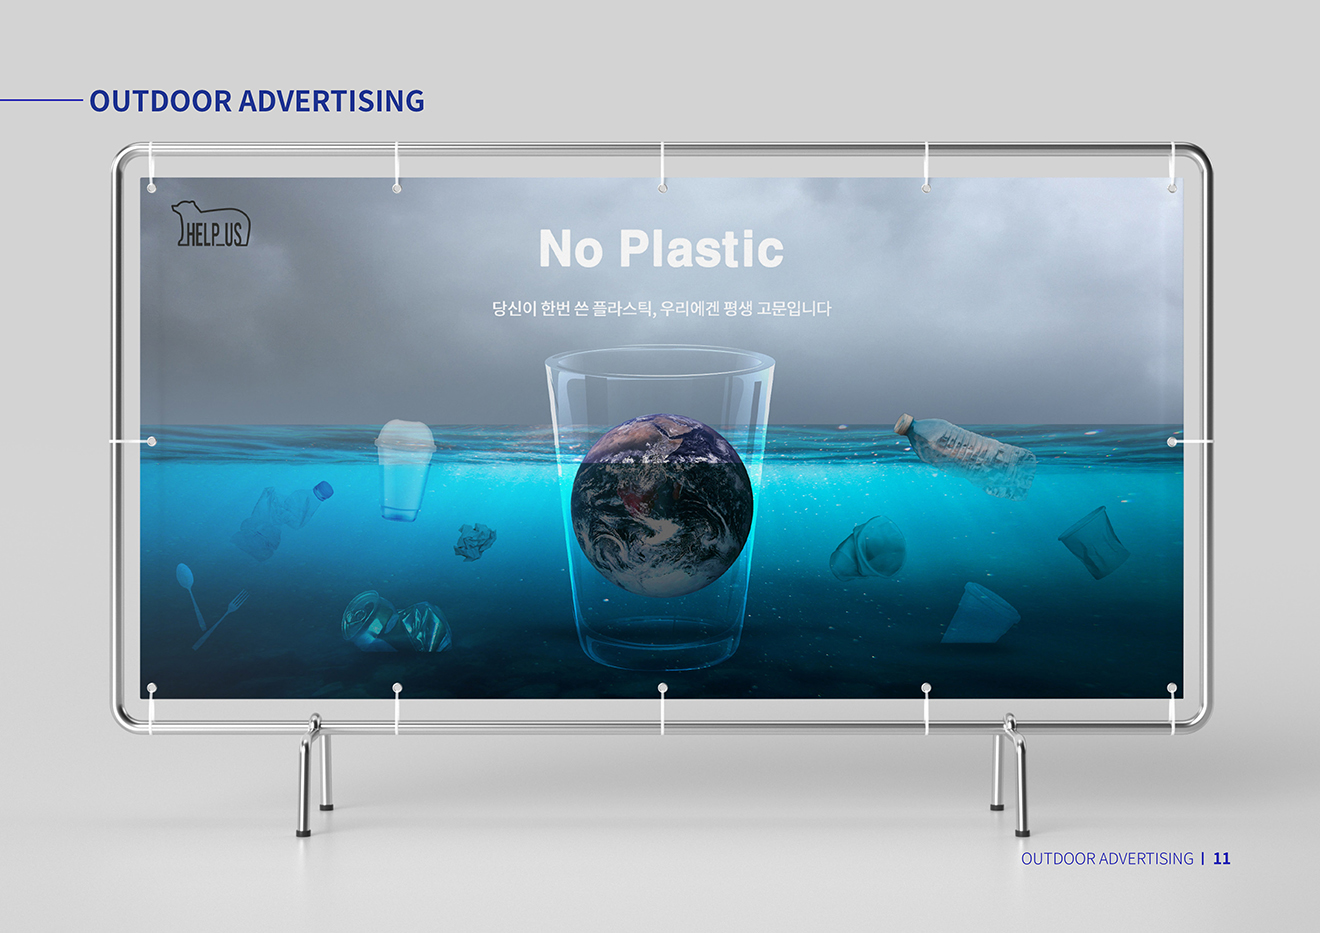 OUTDOOR ADVERTISING
HELP_US
No Plastic
당신이 한번 쓴 플라스틱, 우리에겐 평생 고문입니다
OUTDOOR ADVERTISING | 11